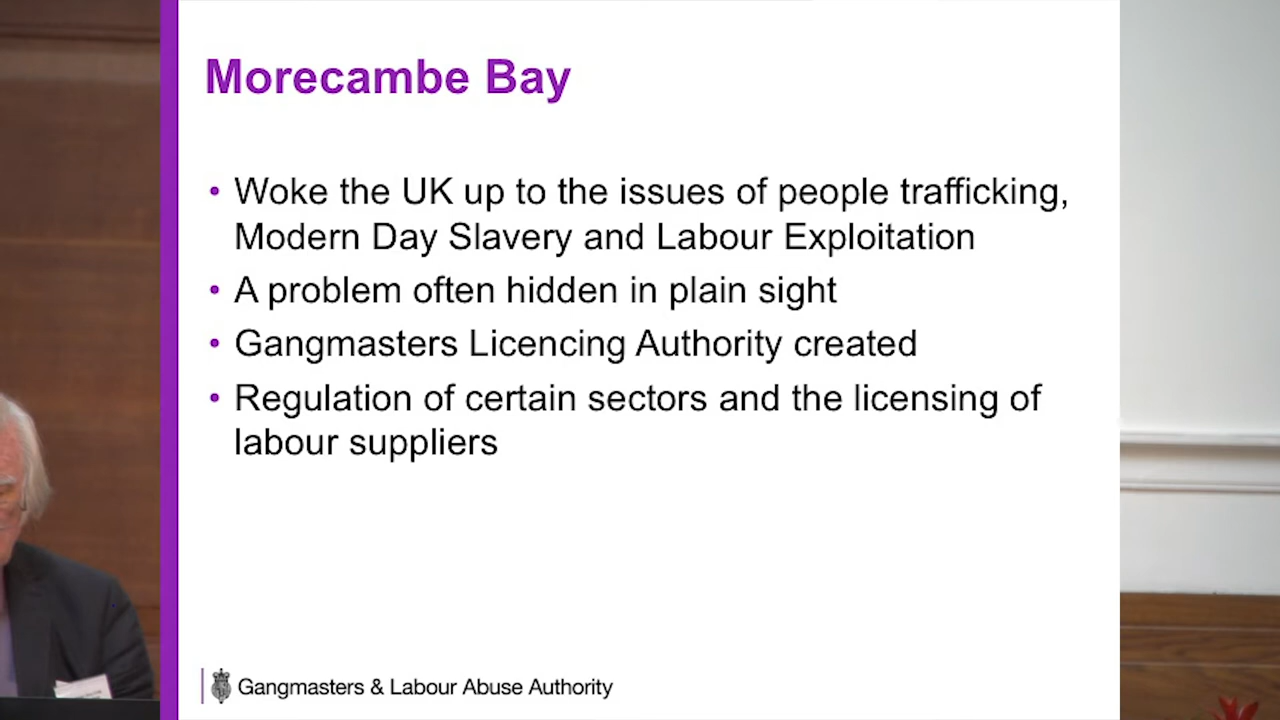 Morecambe Bay
• Woke the UK up to the issues of people trafficking,
Modern Day Slavery and Labour Exploitation
• A problem often hidden in plain sight
• Gangmasters Licencing Authority created
• Regulation of certain sectors and the licensing of
labour suppliers
Gangmasters & Labour Abuse Authority